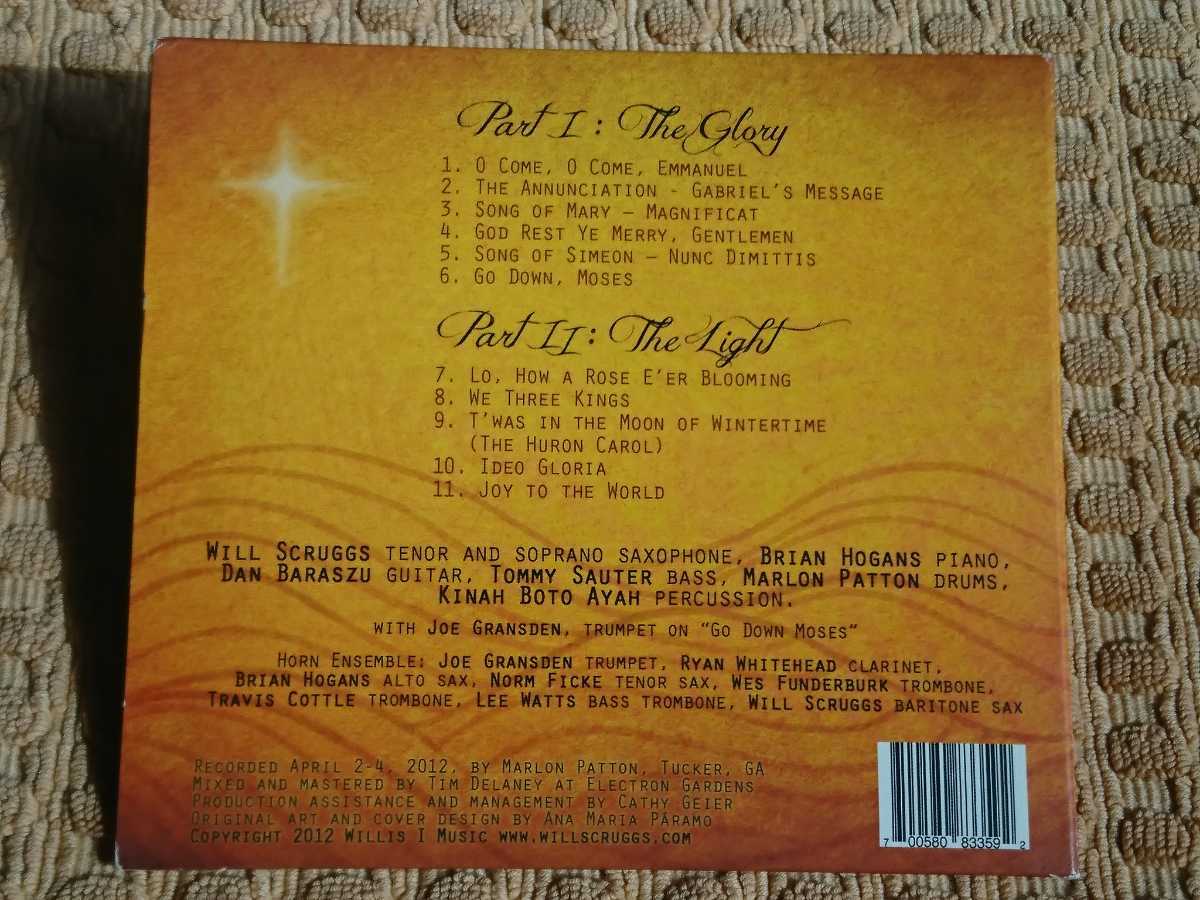 Part I: The Glory
1. O Come, O Come, Emmanuel
2. The Annunciation - Gabriel's Message
3. Song of Mary – Magnificat
4. God Rest Ye Merry, Gentlemen
5. Song of Simeon – Nunc Dimittis
6. Go Down, Moses
Part II: The Light
7. Lo, How a Rose E'er Blooming
8. We Three Kings
9. T'was in the Moon of Wintertime
(The Huron Carol)
10. Ideo Gloria
11. Joy to the World
Will Scruggs tenor and soprano saxophone, Brian Hogans piano,
Dan Baraszu guitar, Tommy Sauter bass, Marlon Patton drums,
Kinah Boto Ayah percussion.
with Joe Gransden, trumpet on "Go Down Moses"
Horn Ensemble: Joe Gransden trumpet, Ryan Whitehead clarinet,
Brian Hogans alto sax, Norm Ficke tenor sax, Wes Funderburk trombone,
Travis Cottle trombone, Lee Watts bass trombone, Will Scruggs baritone sax
Recorded April 2-4, 2012, by Marlon Patton, Tucker, GA
Mixed and mastered by Tim Delaney at Electron Gardens
Production assistance and management by Cathy Geier
Original art and cover design by Ana Maria Páramo
Copyright 2012 Willis I Music www.willscruggs.com
7 00580 83359 2